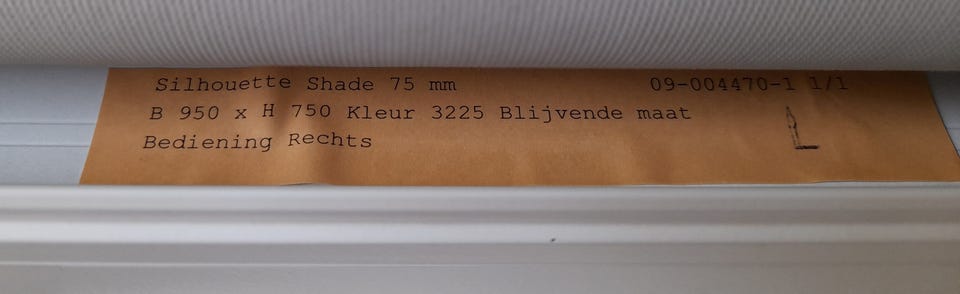 Silhouette Shade 75 mm 09-004470-1 1/1
B 950 x H 750 Kleur 3225 Blijvende maat
Bediening Rechts